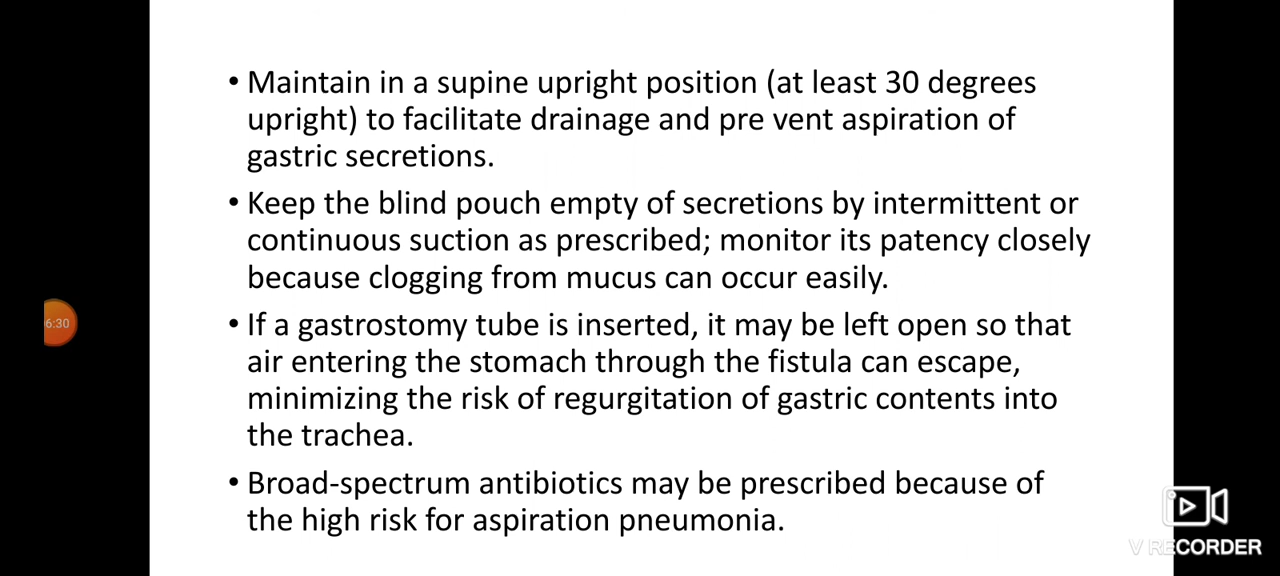 • Maintain in a supine upright position (at least 30 degrees
upright) to facilitate drainage and pre vent aspiration of
gastric secretions.
• Keep the blind pouch empty of secretions by intermittent or
continuous suction as prescribed; monitor its patency closely
because clogging from mucus can occur easily.
6:30
• If a gastrostomy tube is inserted, it may be left open so that
air entering the stomach through the fistula can escape,
minimizing the risk of regurgitation of gastric contents into
the trachea.
• Broad-spectrum antibiotics may be prescribed because of
the high risk for aspiration pneumonia.
V RECORDER